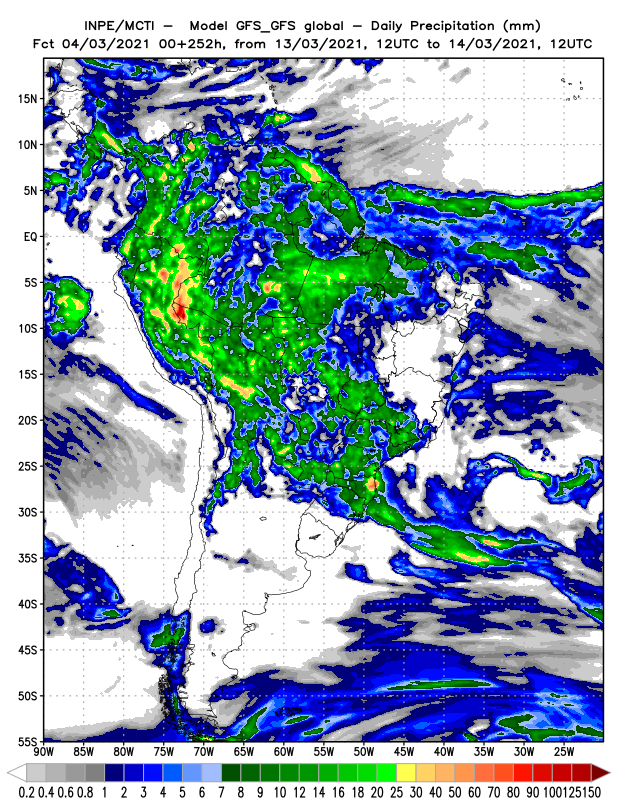 INPE/MCTI – Model GFS_GFS global – Daily Precipitation (mm)
Fct 04/03/2021 00+252h, from 13/03/2021, 12UTC to 14/03/2021, 12UTC
15N
10N
5N
EQ
5S
10S
15S
20S
25S
30S
35S
40S
45S
50S
55S
90W 85W 80W 75W 70W 65W 60W 55W 50W 45W 40W 35W 30W 25W
0.2 0.4 0.6 0.8 1 2 3 4 5 6 7 8 9 10 12 14 16 18 20 25 30 40 50 60 70 80 90 100 125 150